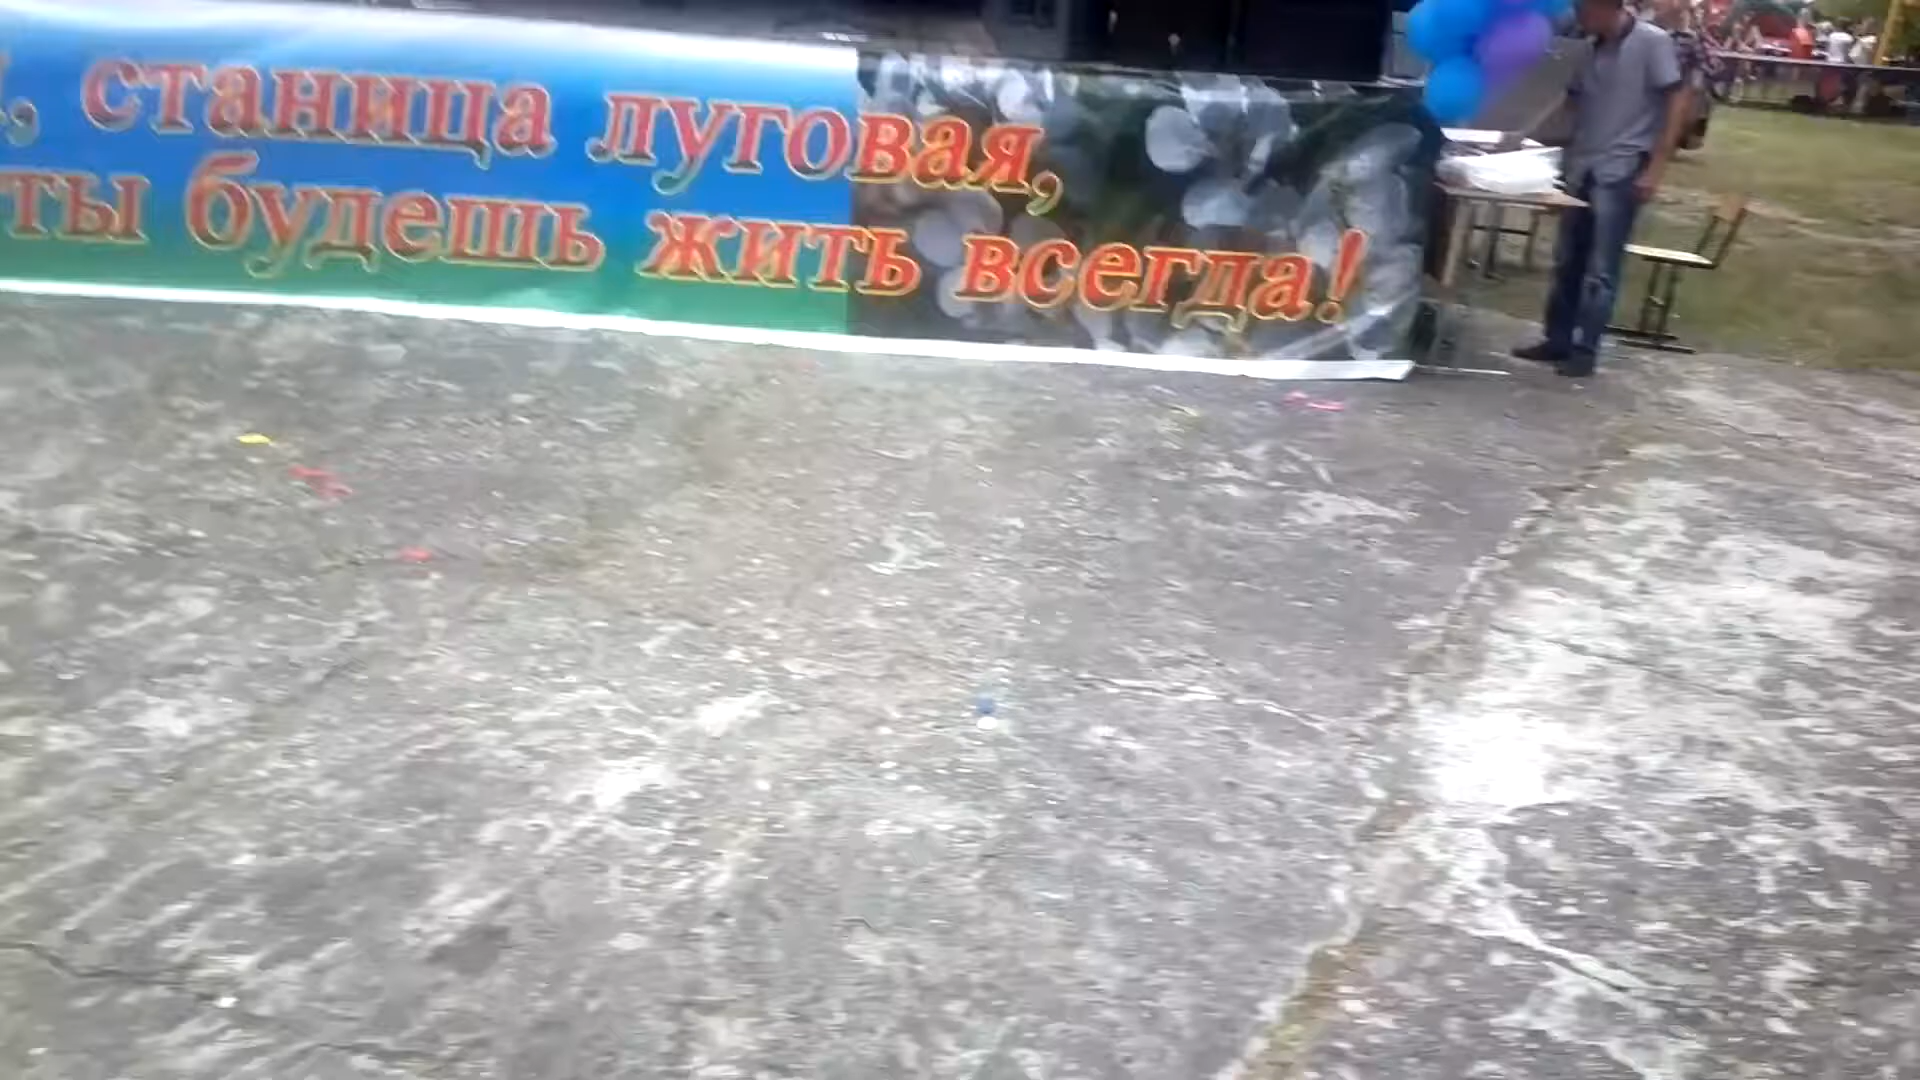 , станица луговая,
ты будешь жить всегда!